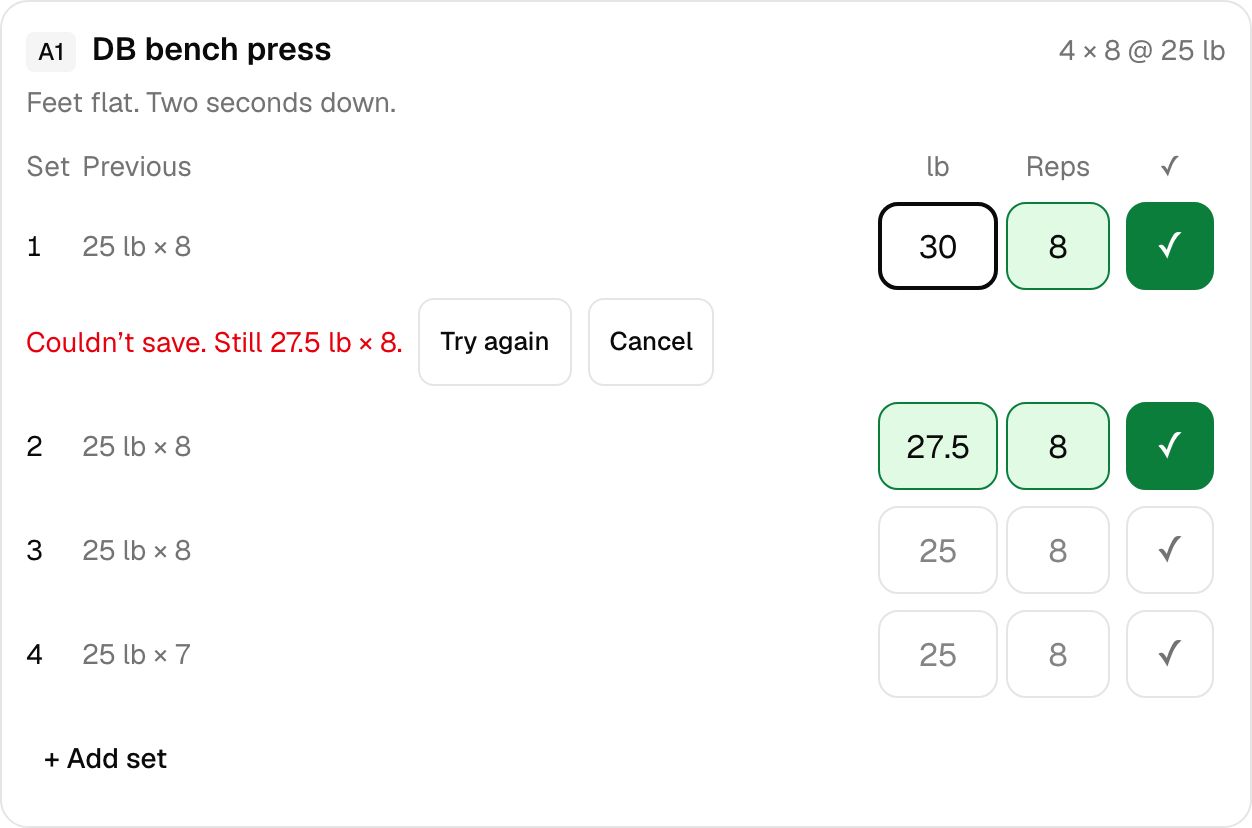 A1 DB bench press 4 × 8 @ 25 lb
Feet flat. Two seconds down.
Set Previous lb Reps ✓
1 25 lb × 8 30 8 ✓
Couldn’t save. Still 27.5 lb × 8. Try again Cancel
2 25 lb × 8 27.5 8 ✓
3 25 lb × 8 25 8 ✓
4 25 lb × 7 25 8 ✓
+ Add set